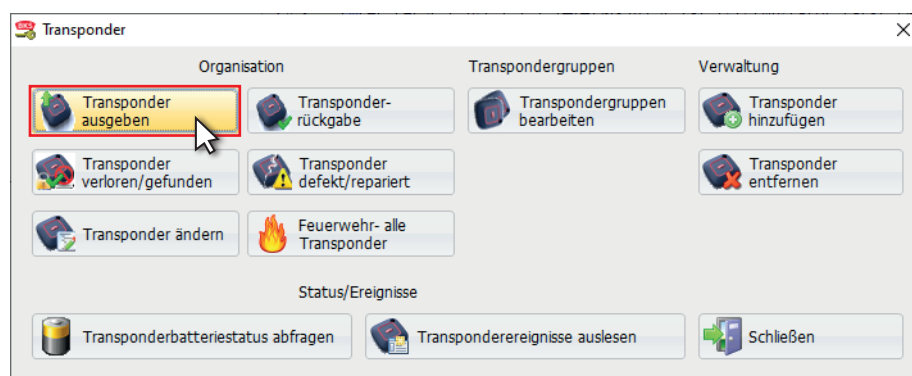 BKS
Transponder
Organisation
Transpondergruppen
Verwaltung
Transponder
ausgeben
Transponder-
rückgabe
Transpondergruppen
bearbeiten
Transponder
hinzufügen
Transponder
verloren/gefunden
Transponder
defekt/repariert
Transponder
entfernen
Transponder ändern
Feuerwehr- alle
Transponder
Status/Ereignisse
Transponderbatteriestatus abfragen
Transponderereignisse auslesen
Schließen